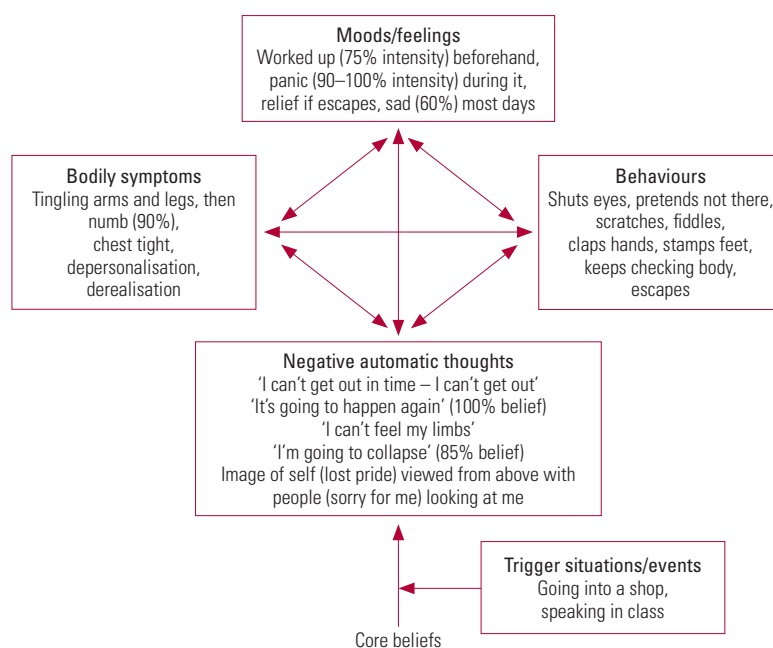 Moods/feelings
Worked up (75% intensity) beforehand,
panic (90–100% intensity) during it,
relief if escapes, sad (60%) most days
Bodily symptoms
Tingling arms and legs, then
numb (90%),
chest tight,
depersonalisation,
derealisation
Behaviours
Shuts eyes, pretends not there,
scratches, fiddles,
claps hands, stamps feet,
keeps checking body,
escapes
Negative automatic thoughts
‘I can’t get out in time – I can’t get out’
‘It’s going to happen again’ (100% belief)
‘I can’t feel my limbs’
‘I’m going to collapse’ (85% belief)
Image of self (lost pride) viewed from above with
people (sorry for me) looking at me
Trigger situations/events
Going into a shop,
speaking in class
Core beliefs